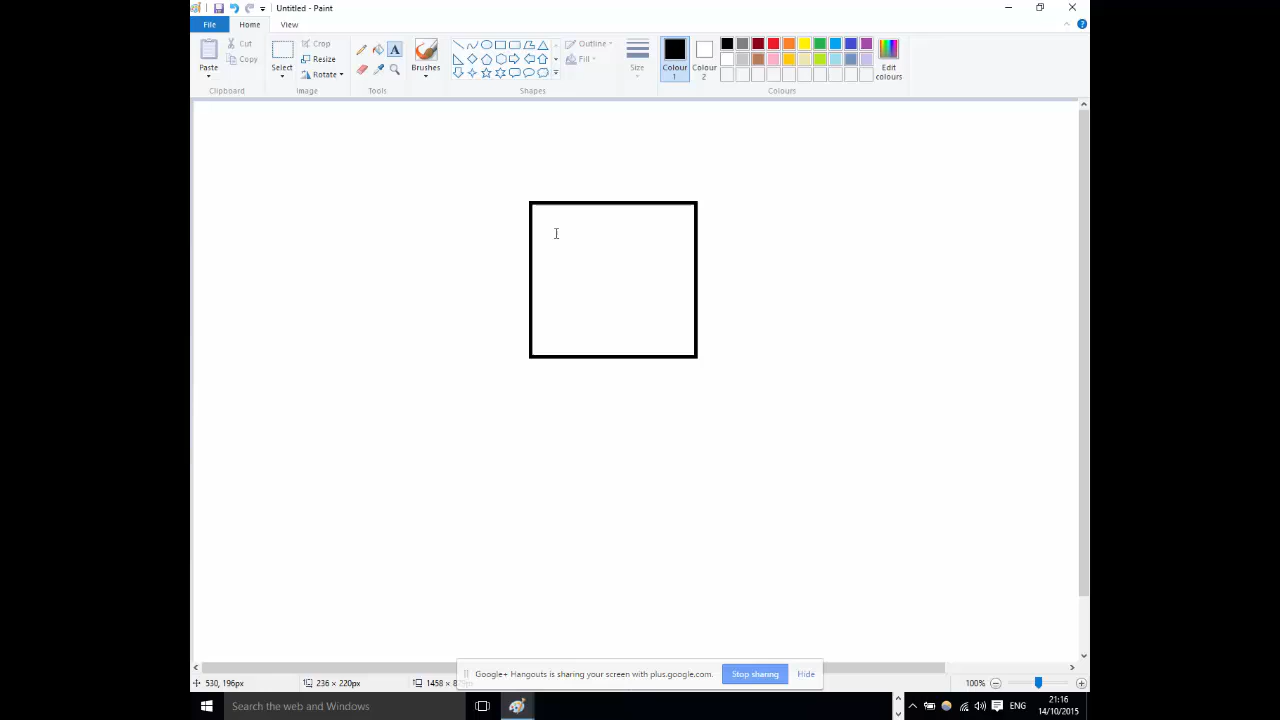 Untitled - Paint
File Home View
Paste
Cut
Copy
Clipboard
Select
Crop
Resize
Rotate
Image
A
Tools
Brushes
Outline
Fill
Shapes
Size
Colour 1
Colour 2
Edit colours
Colours
Google+ Hangouts is sharing your screen with plus.google.com. Stop sharing Hide
530, 196px 236 × 220px 1458 × 8 100%
Search the web and Windows ENG 21:16
14/10/2015